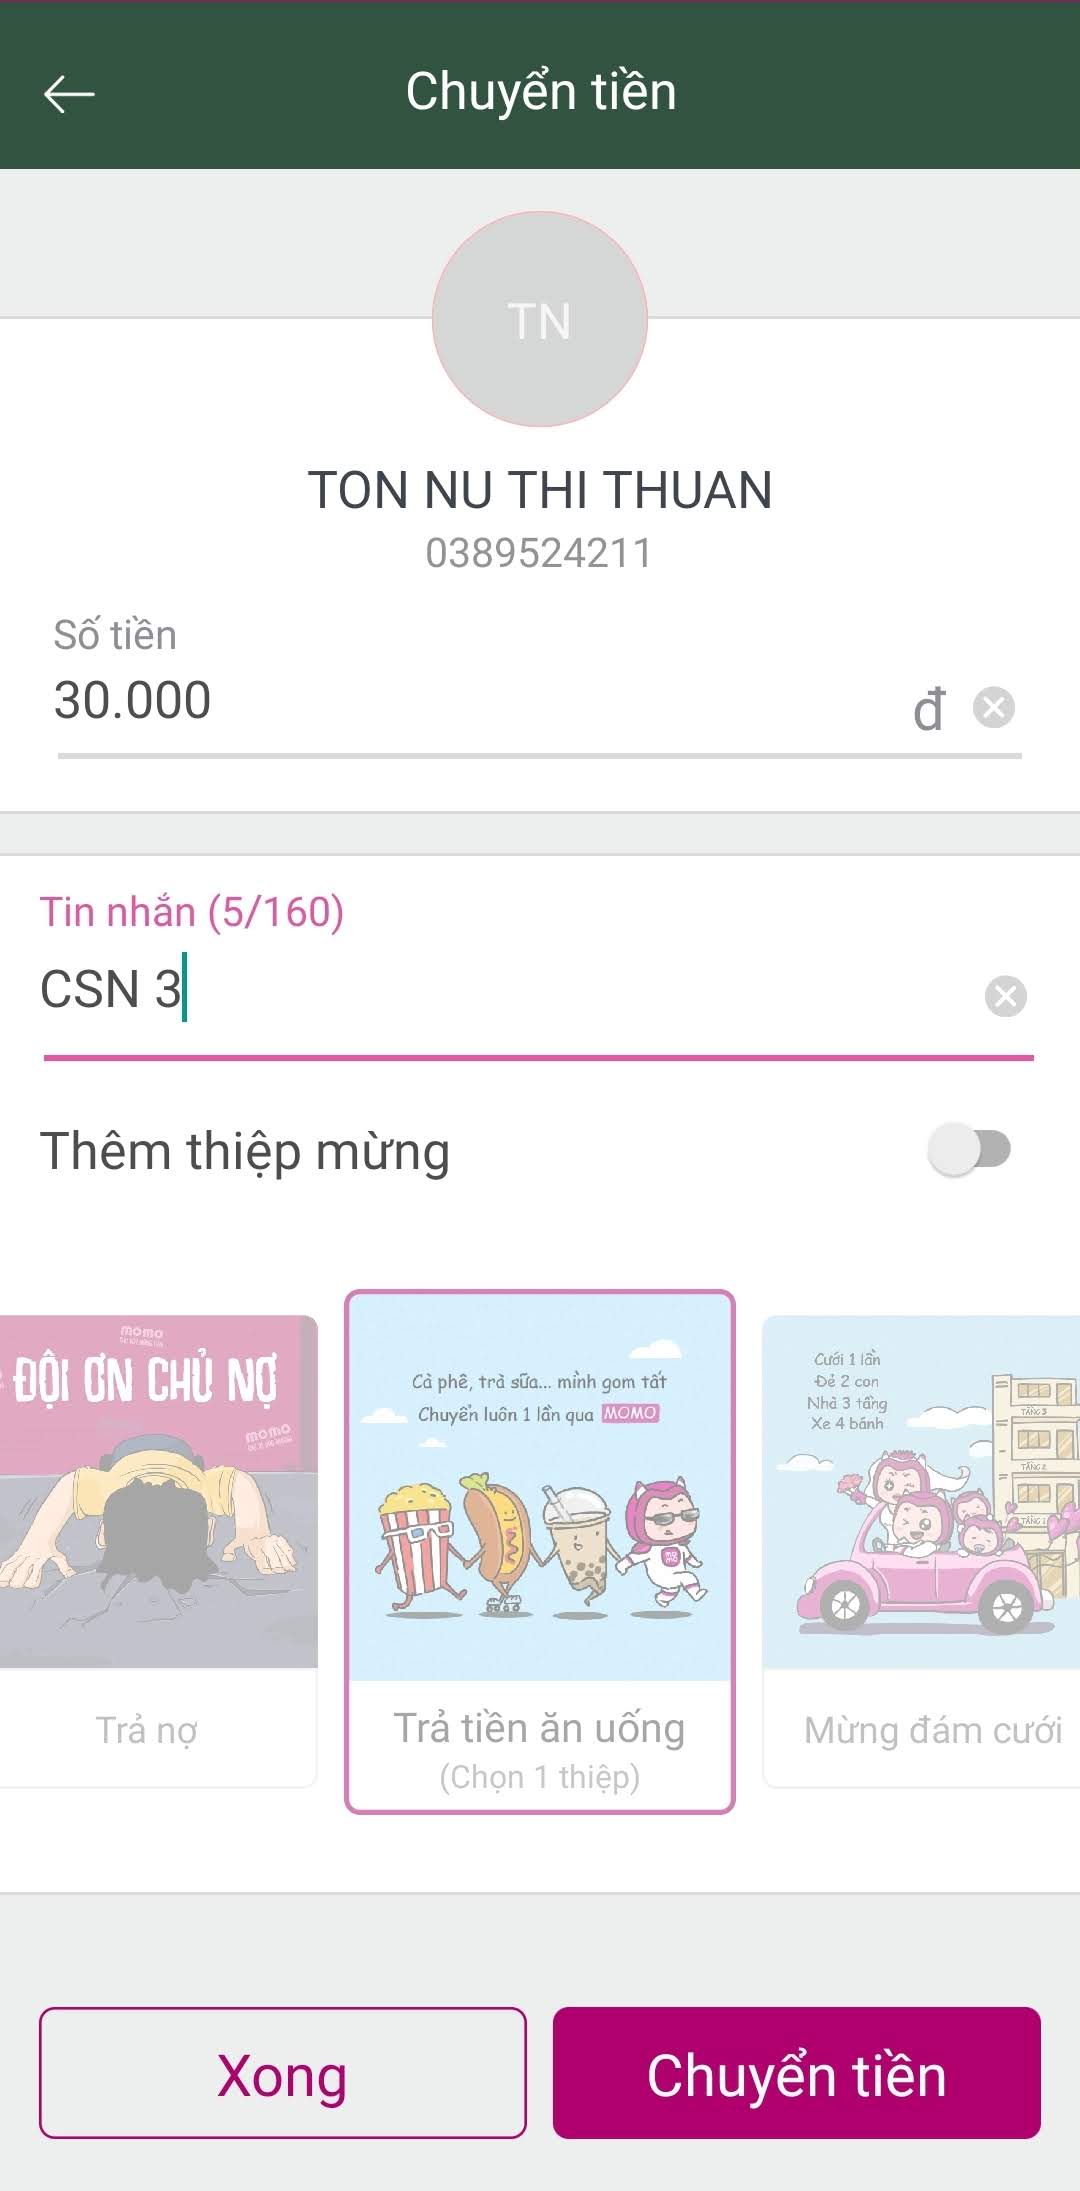 Chuyển tiền
TN
TON NU THI THUAN
0389524211
Số tiền
30.000 đ
Tin nhắn (5/160)
CSN 3
Thêm thiệp mừng
momo
ĐỘI ƠN CHỦ NỢ
momo
Trả nợ
Cà phê, trà sữa... mình gom tất
Chuyển luôn 1 lần qua MOMO
Trả tiền ăn uống
(Chọn 1 thiệp)
Cưới 1 lần
Đẻ 2 con
Nhà 3 tầng
Xe 4 bánh
TẦNG 3
TẦNG 2
TẦNG 1
Mừng đám cưới
Xong
Chuyển tiền